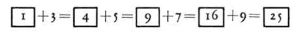 1 +3= 4 +5= 9 +7= 16 +9= 25